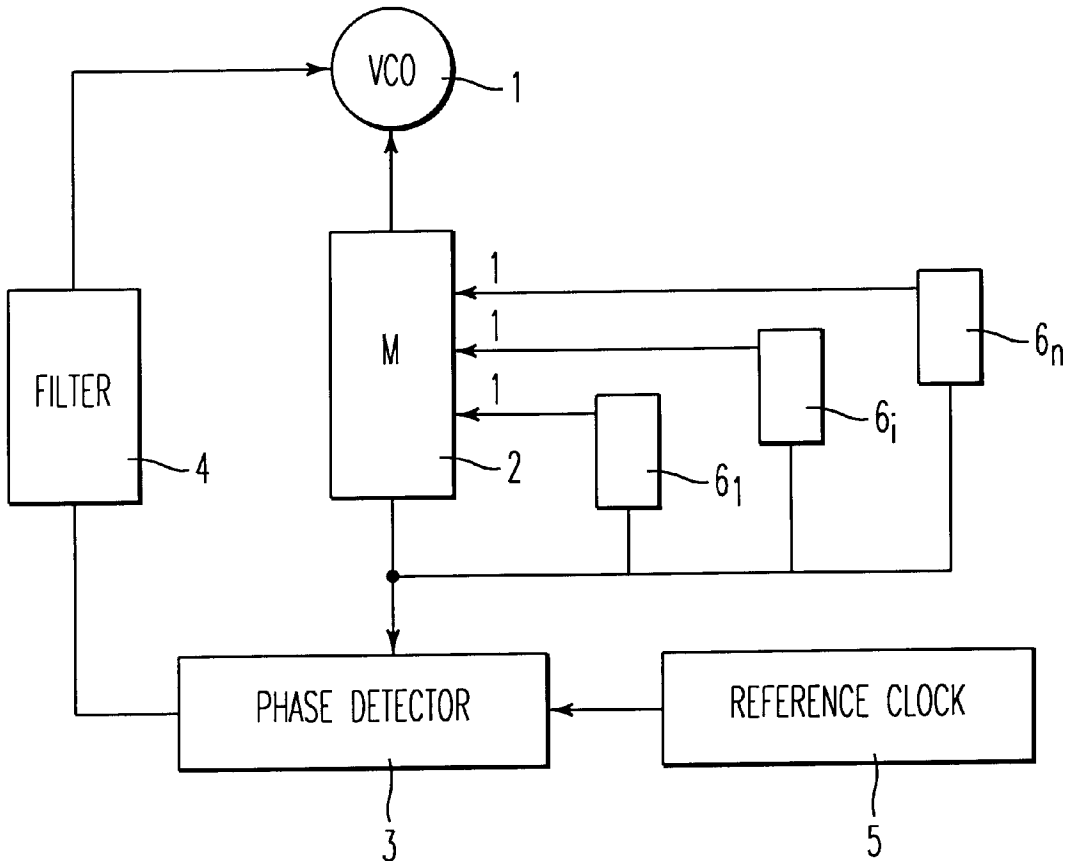 VCO
1
1
M
1
6n
FILTER
1
6i
4
2
61
PHASE DETECTOR
REFERENCE CLOCK
3
5